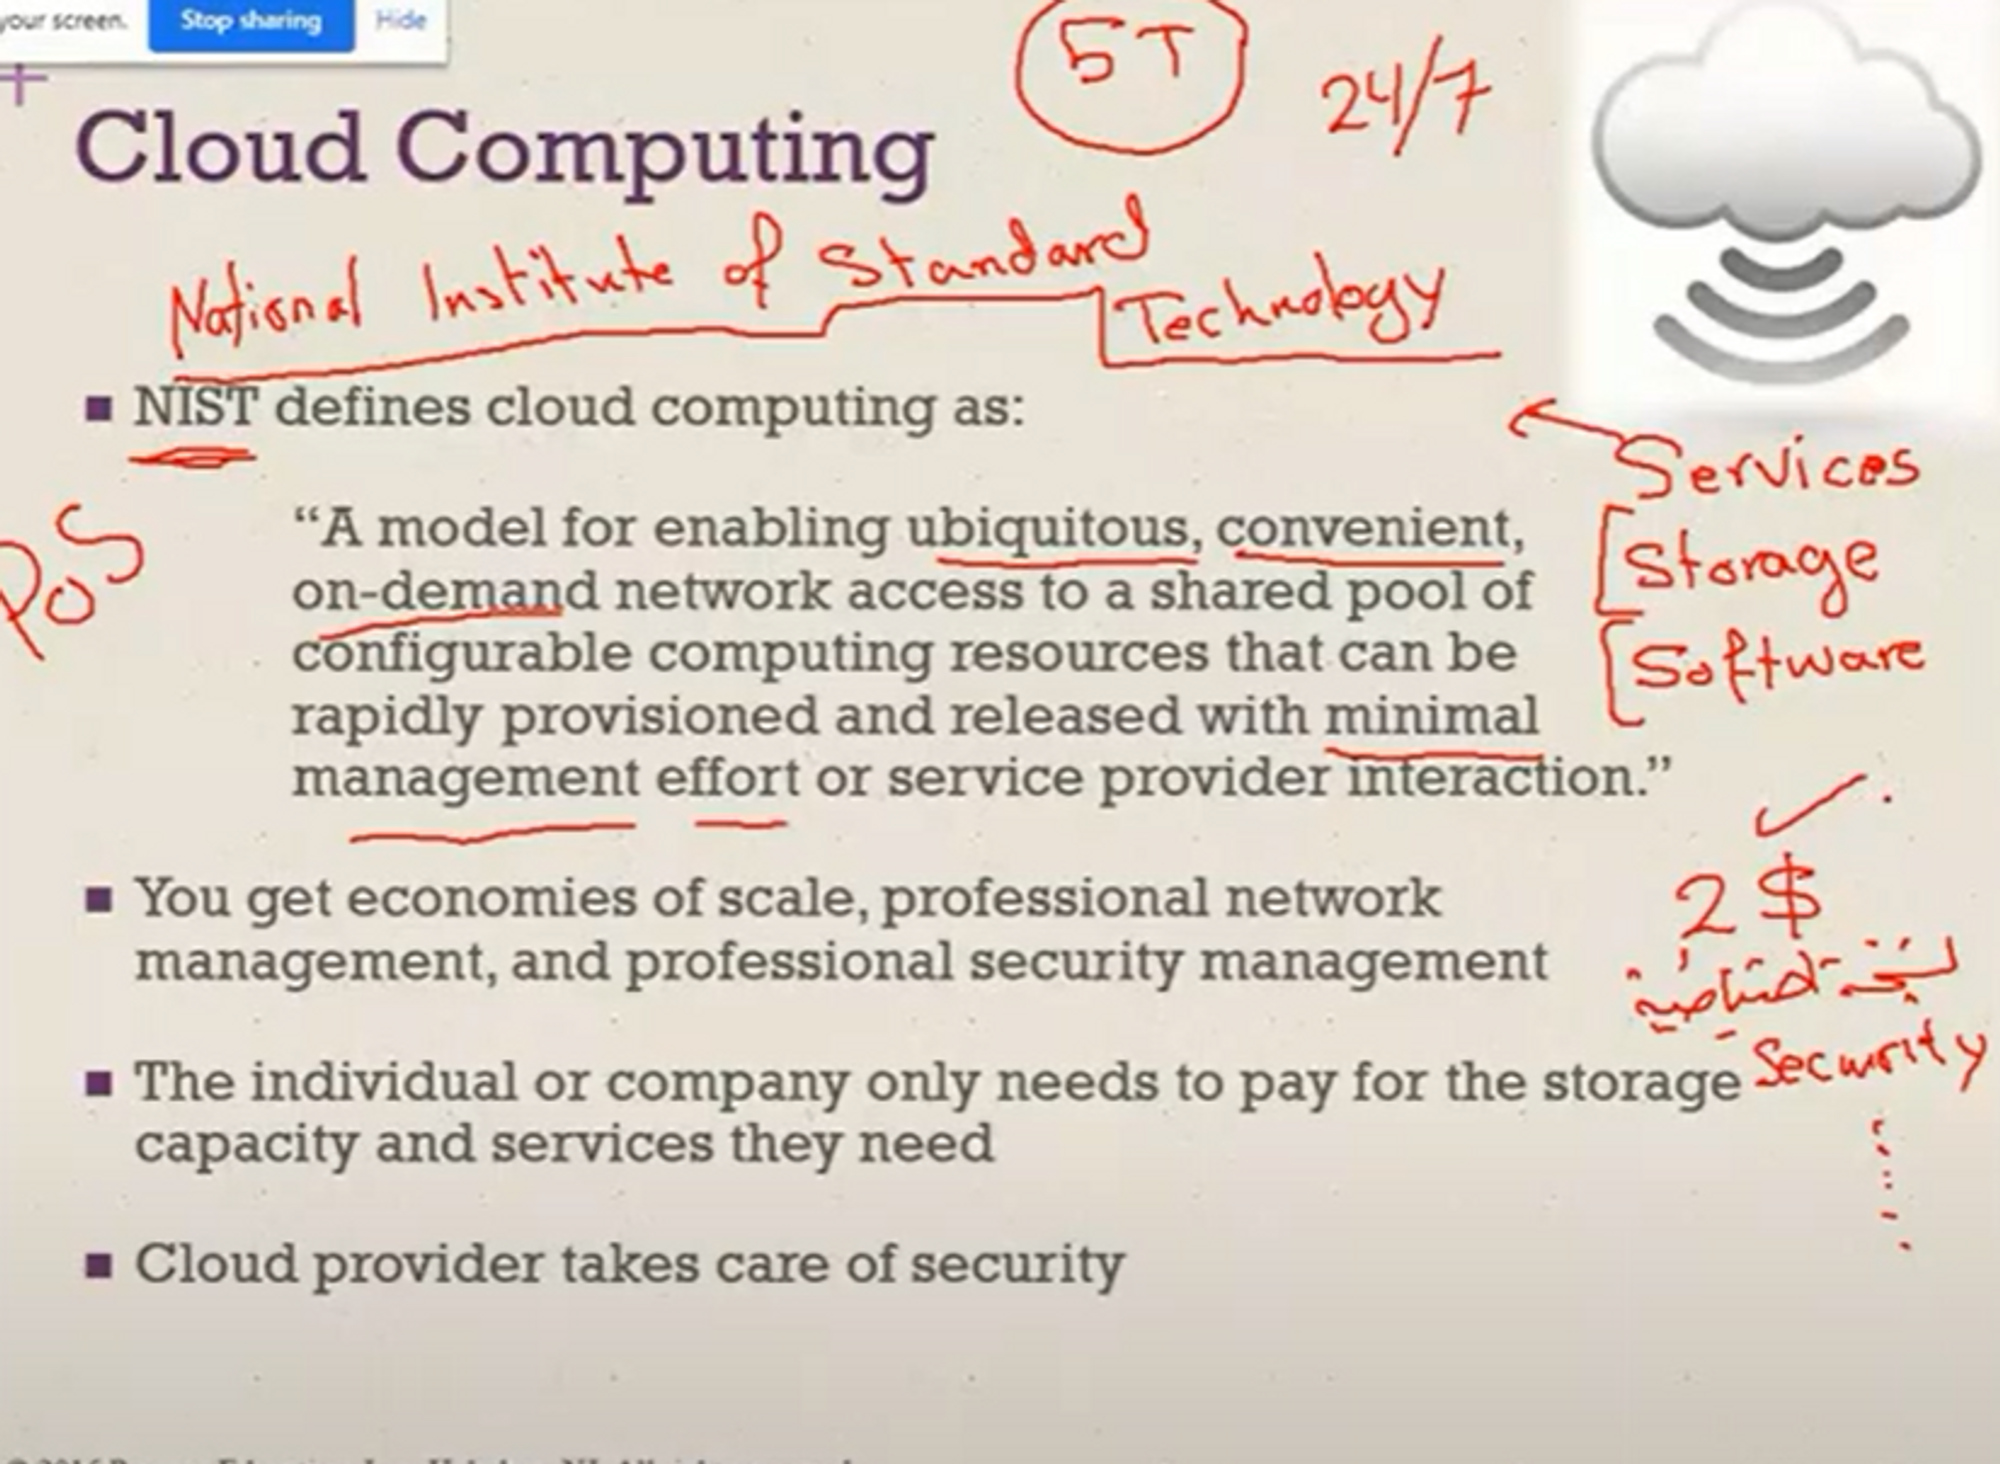 your screen.
Stop sharing
Hide
5T
24/7
Cloud Computing
National Institute of Standard
Technology
NIST defines cloud computing as:
Services
Storage
Software
PoS
“A model for enabling ubiquitous, convenient,
on-demand network access to a shared pool of
configurable computing resources that can be
rapidly provisioned and released with minimal
management effort or service provider interaction.”
2 $
You get economies of scale, professional network
management, and professional security management
- Security
The individual or company only needs to pay for the storage
capacity and services they need
Cloud provider takes care of security